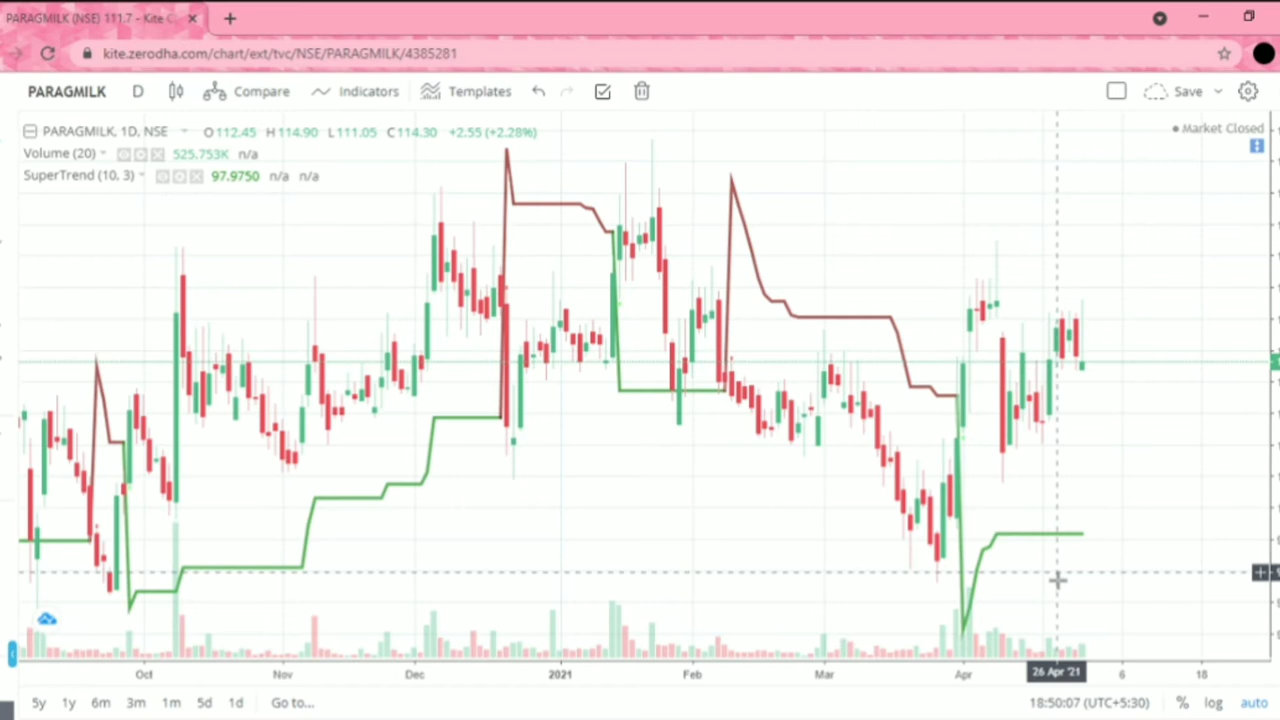 PARAGMILK (NSE) 111.7 - Kite
kite.zerodha.com/chart/ext/tvc/NSE/PARAGMILK/4385281
PARAGMILK D Compare Indicators Templates Save
PARAGMILK, 1D, NSE O112.45 H114.90 L111.05 C114.30 +2.55 (+2.28%)
Market Closed
Volume (20) 525.753K n/a
SuperTrend (10, 3) 97.9750 n/a n/a
Oct Nov Dec 2021 Feb Mar Apr 26 Apr '21 6 18
5y 1y 6m 3m 1m 5d 1d Go to... 18:50:07 (UTC+5:30) % log auto